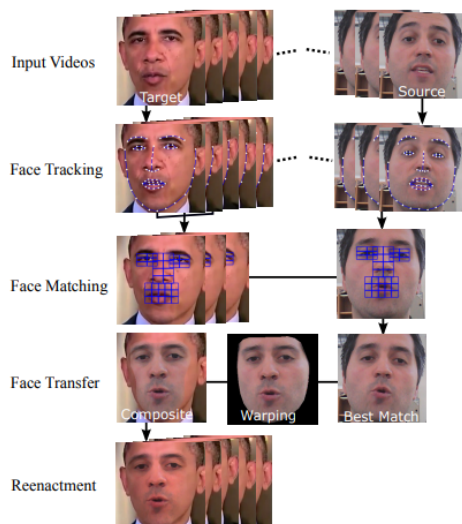 Input Videos
Target
Source
Face Tracking
Face Matching
Face Transfer
Composite
Warping
Best Match
Reenactment